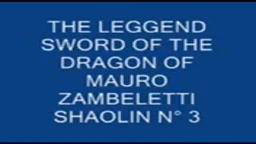 THE LEGGEND
SWORD OF THE
DRAGON OF
MAURO
ZAMBELETTI
SHAOLIN N° 3